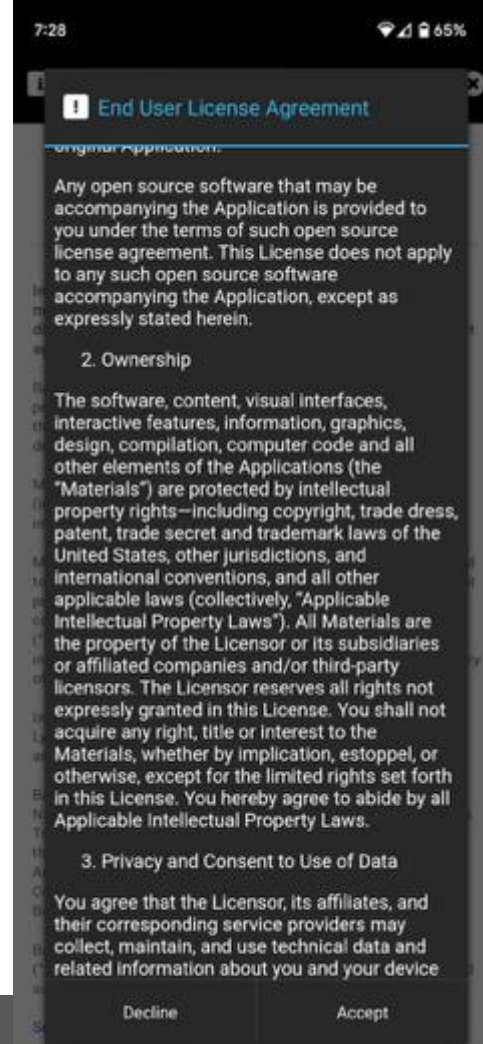 7:28
65%
! End User License Agreement
original Application.
Any open source software that may be
accompanying the Application is provided to
you under the terms of such open source
license agreement. This License does not apply
to any such open source software
accompanying the Application, except as
expressly stated herein.
2. Ownership
The software, content, visual interfaces,
interactive features, information, graphics,
design, compilation, computer code and all
other elements of the Applications (the
“Materials”) are protected by intellectual
property rights—including copyright, trade dress,
patent, trade secret and trademark laws of the
United States, other jurisdictions, and
international conventions, and all other
applicable laws (collectively, “Applicable
Intellectual Property Laws”). All Materials are
the property of the Licensor or its subsidiaries
or affiliated companies and/or third-party
licensors. The Licensor reserves all rights not
expressly granted in this License. You shall not
acquire any right, title or interest to the
Materials, whether by implication, estoppel, or
otherwise, except for the limited rights set forth
in this License. You hereby agree to abide by all
Applicable Intellectual Property Laws.
3. Privacy and Consent to Use of Data
You agree that the Licensor, its affiliates, and
their corresponding service providers may
collect, maintain, and use technical data and
related information about you and your device
Decline
Accept